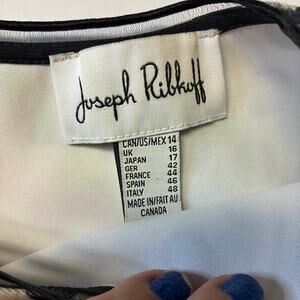 Joseph Ribkoff
CAN/US/MEX 14
UK 16
JAPAN 17
GER 42
FRANCE 44
SPAIN 46
ITALY 48
MADE IN/FAIT AU
CANADA